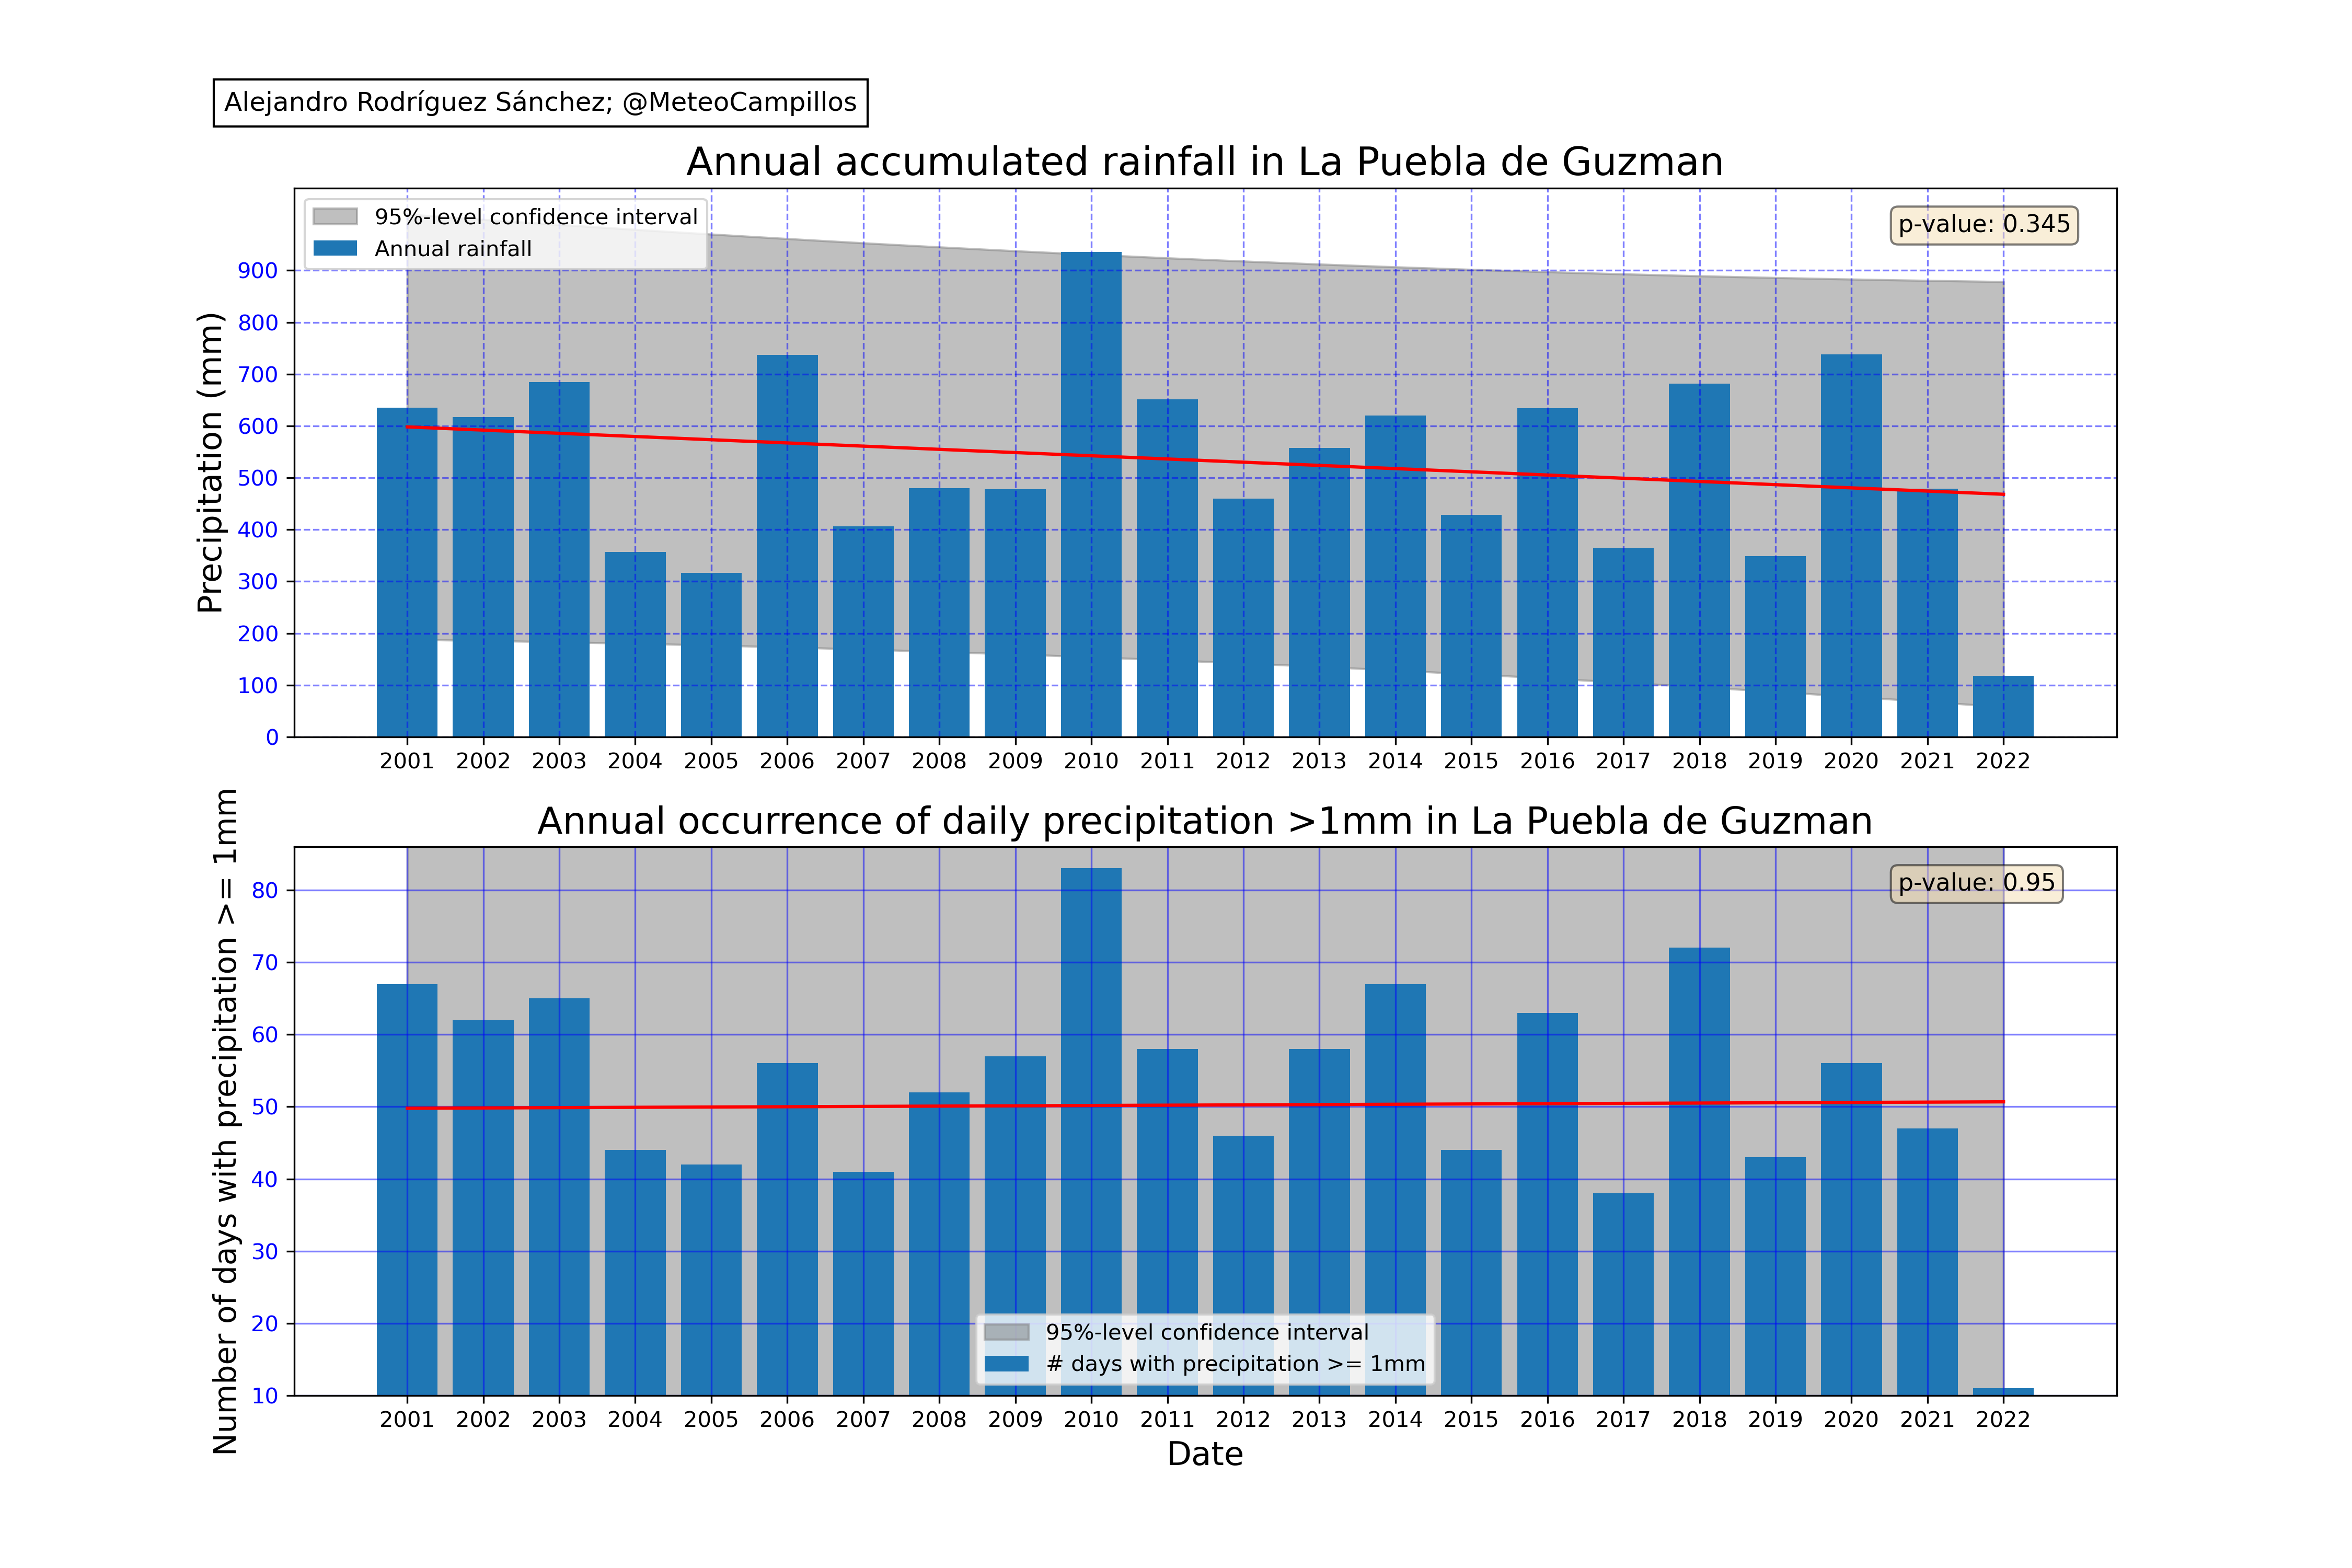 Alejandro Rodríguez Sánchez; @MeteoCampillos
Annual accumulated rainfall in La Puebla de Guzman
95%-level confidence interval
Annual rainfall
p-value: 0.345
Precipitation (mm)
900
800
700
600
500
400
300
200
100
0
2001 2002 2003 2004 2005 2006 2007 2008 2009 2010 2011 2012 2013 2014 2015 2016 2017 2018 2019 2020 2021 2022
Annual occurrence of daily precipitation >1mm in La Puebla de Guzman
p-value: 0.95
Number of days with precipitation >= 1mm
80
70
60
50
40
30
20
10
95%-level confidence interval
# days with precipitation >= 1mm
2001 2002 2003 2004 2005 2006 2007 2008 2009 2010 2011 2012 2013 2014 2015 2016 2017 2018 2019 2020 2021 2022
Date